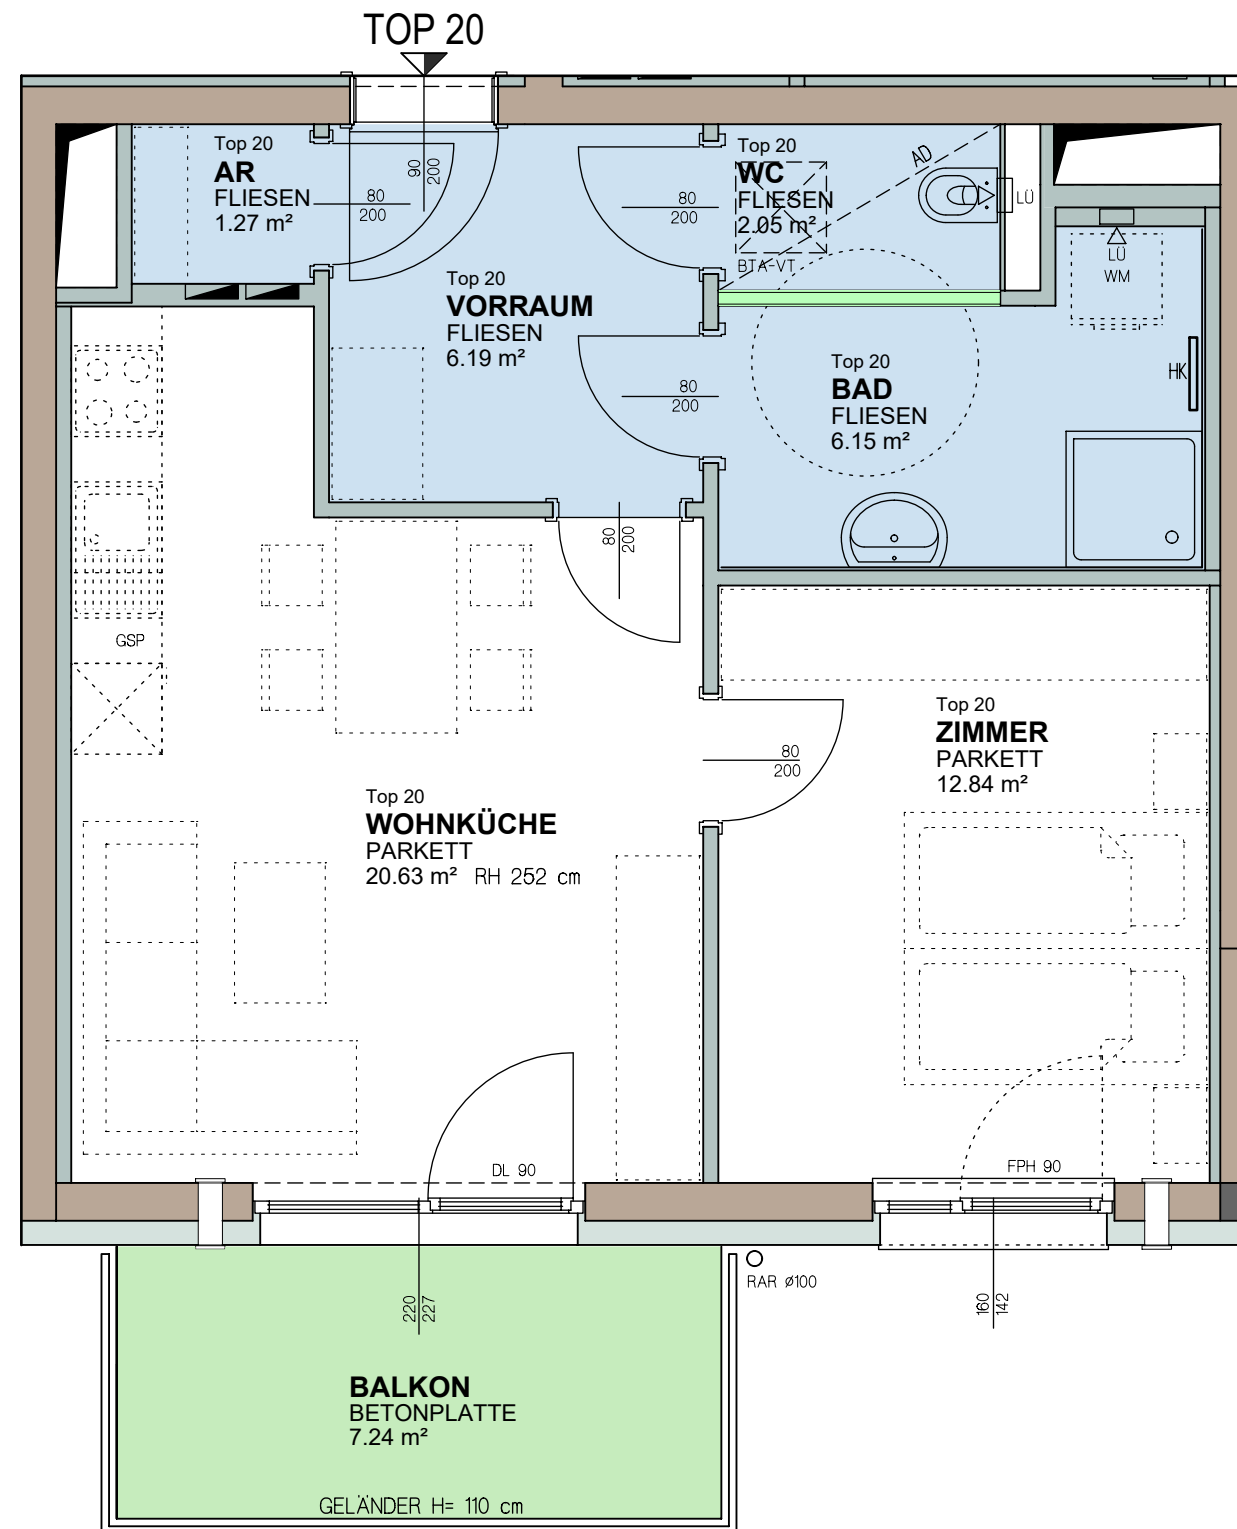 TOP 20
Top 20
AR
FLIESEN
1.27 m²
80
200
90
200
Top 20
WC
FLIESEN
2.05 m²
BTA-VT
AD
LÜ
80
200
LÜ
WM
Top 20
VORRAUM
FLIESEN
6.19 m²
80
200
Top 20
BAD
FLIESEN
6.15 m²
HK
80
200
GSP
80
200
Top 20
ZIMMER
PARKETT
12.84 m²
Top 20
WOHNKÜCHE
PARKETT
20.63 m² RH 252 cm
DL 90
FPH 90
RAR ø100
220
227
160
142
BALKON
BETONPLATTE
7.24 m²
GELÄNDER H= 110 cm